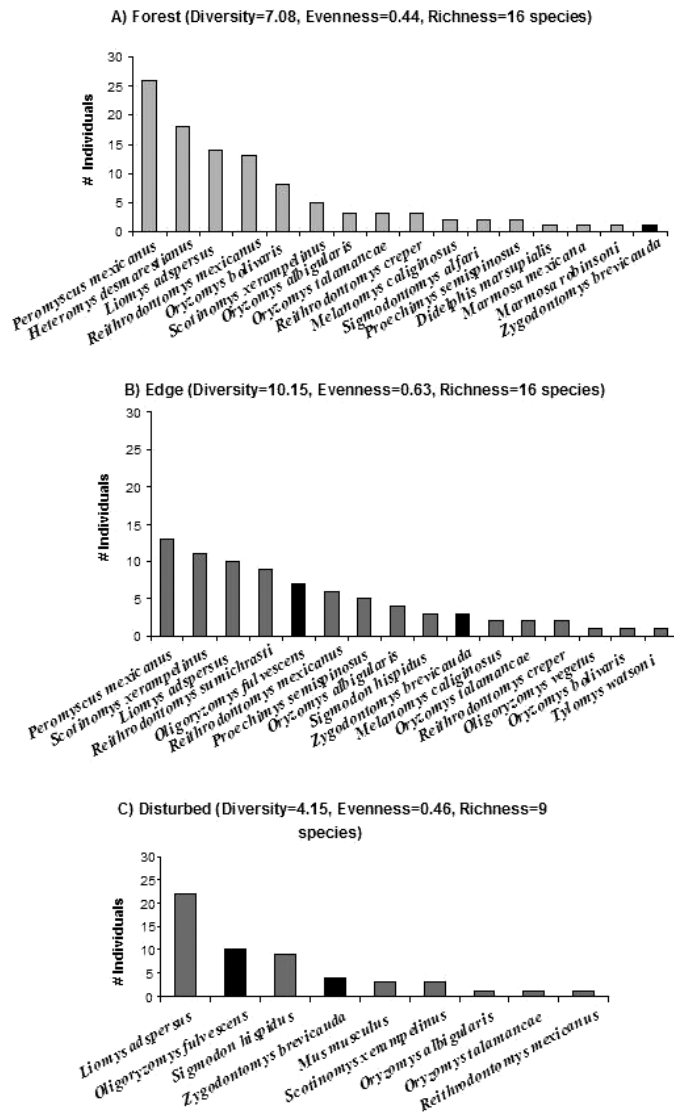 A) Forest (Diversity=7.08, Evenness=0.44, Richness=16 species)
# Individuals
30
25
20
15
10
5
0
Peromyscus mexicanus
Heteromys desmarestianus
Liomys adspersus
Reithrodontomys mexicanus
Oryzomys bolivaris
Scotinomys xerampelinus
Oryzomys albigularis
Oryzomys talamancae
Reithrodontomys creper
Melanomys caliginosus
Sigmodontomys alfari
Proechimys semispinosus
Didelphis marsupialis
Marmosa mexicana
Marmosa robinsoni
Zygodontomys brevicauda
B) Edge (Diversity=10.15, Evenness=0.63, Richness=16 species)
# Individuals
30
25
20
15
10
5
0
Peromyscus mexicanus
Scotinomys xerampelinus
Liomys adspersus
Reithrodontomys sumichrasti
Oligoryzomys fulvescens
Reithrodontomys mexicanus
Proechimys semispinosus
Oryzomys albigularis
Sigmodon hispidus
Zygodontomys brevicauda
Melanomys caliginosus
Oryzomys talamancae
Reithrodontomys creper
Oligoryzomys vegetus
Oryzomys bolivaris
Tylomys watsoni
C) Disturbed (Diversity=4.15, Evenness=0.46, Richness=9
species)
# Individuals
30
25
20
15
10
5
0
Liomys adspersus
Oligoryzomys fulvescens
Sigmodon hispidus
Zygodontomys brevicauda
Mus musculus
Scotinomys xerampelinus
Oryzomys albigularis
Oryzomys talamancae
Reithrodontomys mexicanus